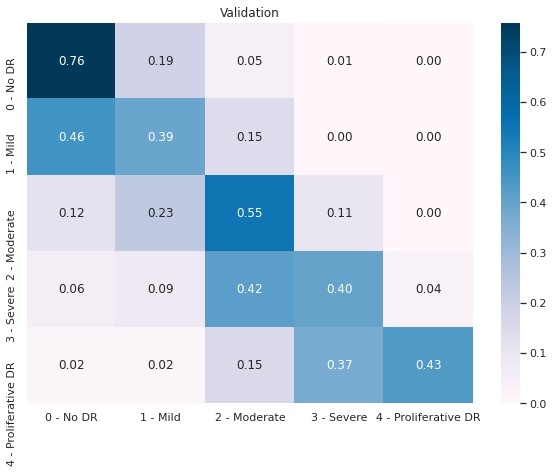 Validation
0 - No DR
0.76 0.19 0.05 0.01 0.00
1 - Mild
0.46 0.39 0.15 0.00 0.00
2 - Moderate
0.12 0.23 0.55 0.11 0.00
3 - Severe
0.06 0.09 0.42 0.40 0.04
4 - Proliferative DR
0.02 0.02 0.15 0.37 0.43
0 - No DR 1 - Mild 2 - Moderate 3 - Severe 4 - Proliferative DR
0.7
0.6
0.5
0.4
0.3
0.2
0.1
0.0